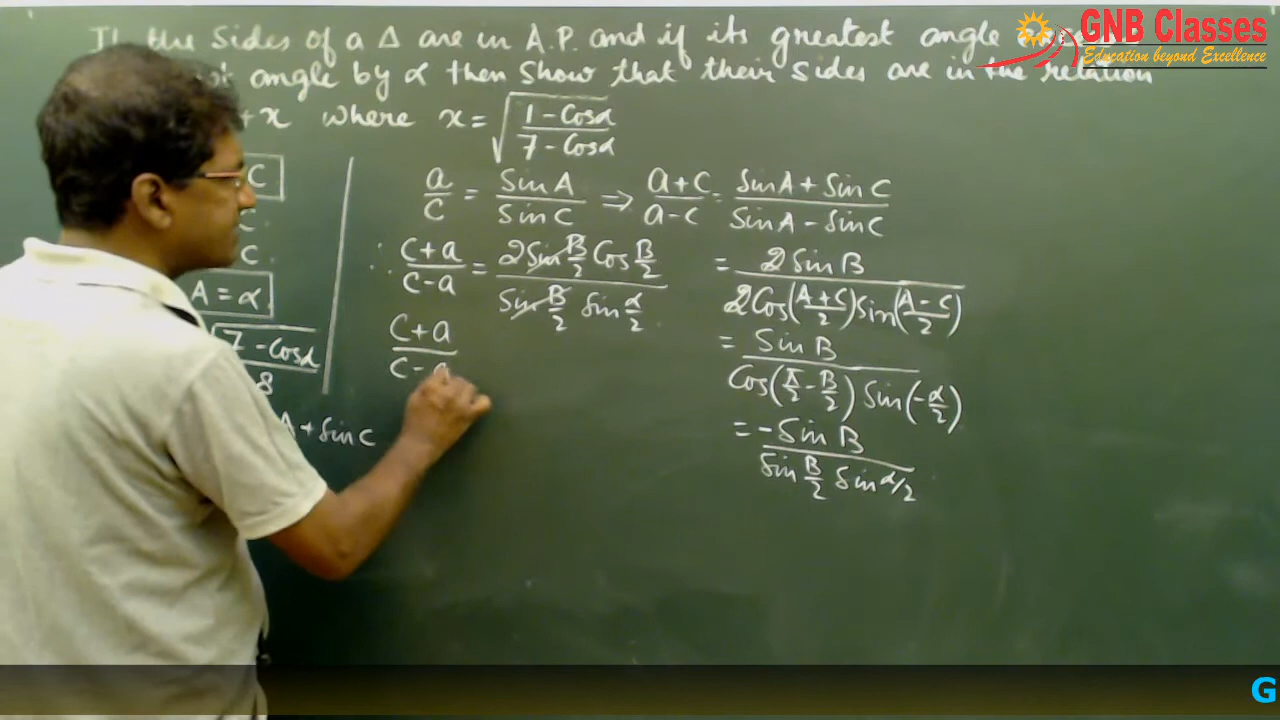 GNB Classes
Education beyond Excellence
If the Sides of a Δ are in A.P. and if its greatest angle
angle by α then Show that their Sides are in the relation
+ x where x = √((1 - Cosα)/(7 - Cosα))
C
C
C
A = α
√((7 - Cosα)/8)
A + Sin C
a/c = Sin A/Sin C ⇒ (a+c)/(a-c) = (Sin A + Sin C)/(Sin A - Sin C)
∴ (c+a)/(c-a) = (2 Sin B/2 Cos B/2)/(Sin B/2 Sin α/2)
= 2 Sin B/(2 Cos((A+C)/2) Sin((A-C)/2))
(c+a)/(c-a)
= Sin B/(Cos(π/2 - B/2) Sin(-α/2))
= -Sin B/(Sin B/2 Sin α/2)
G